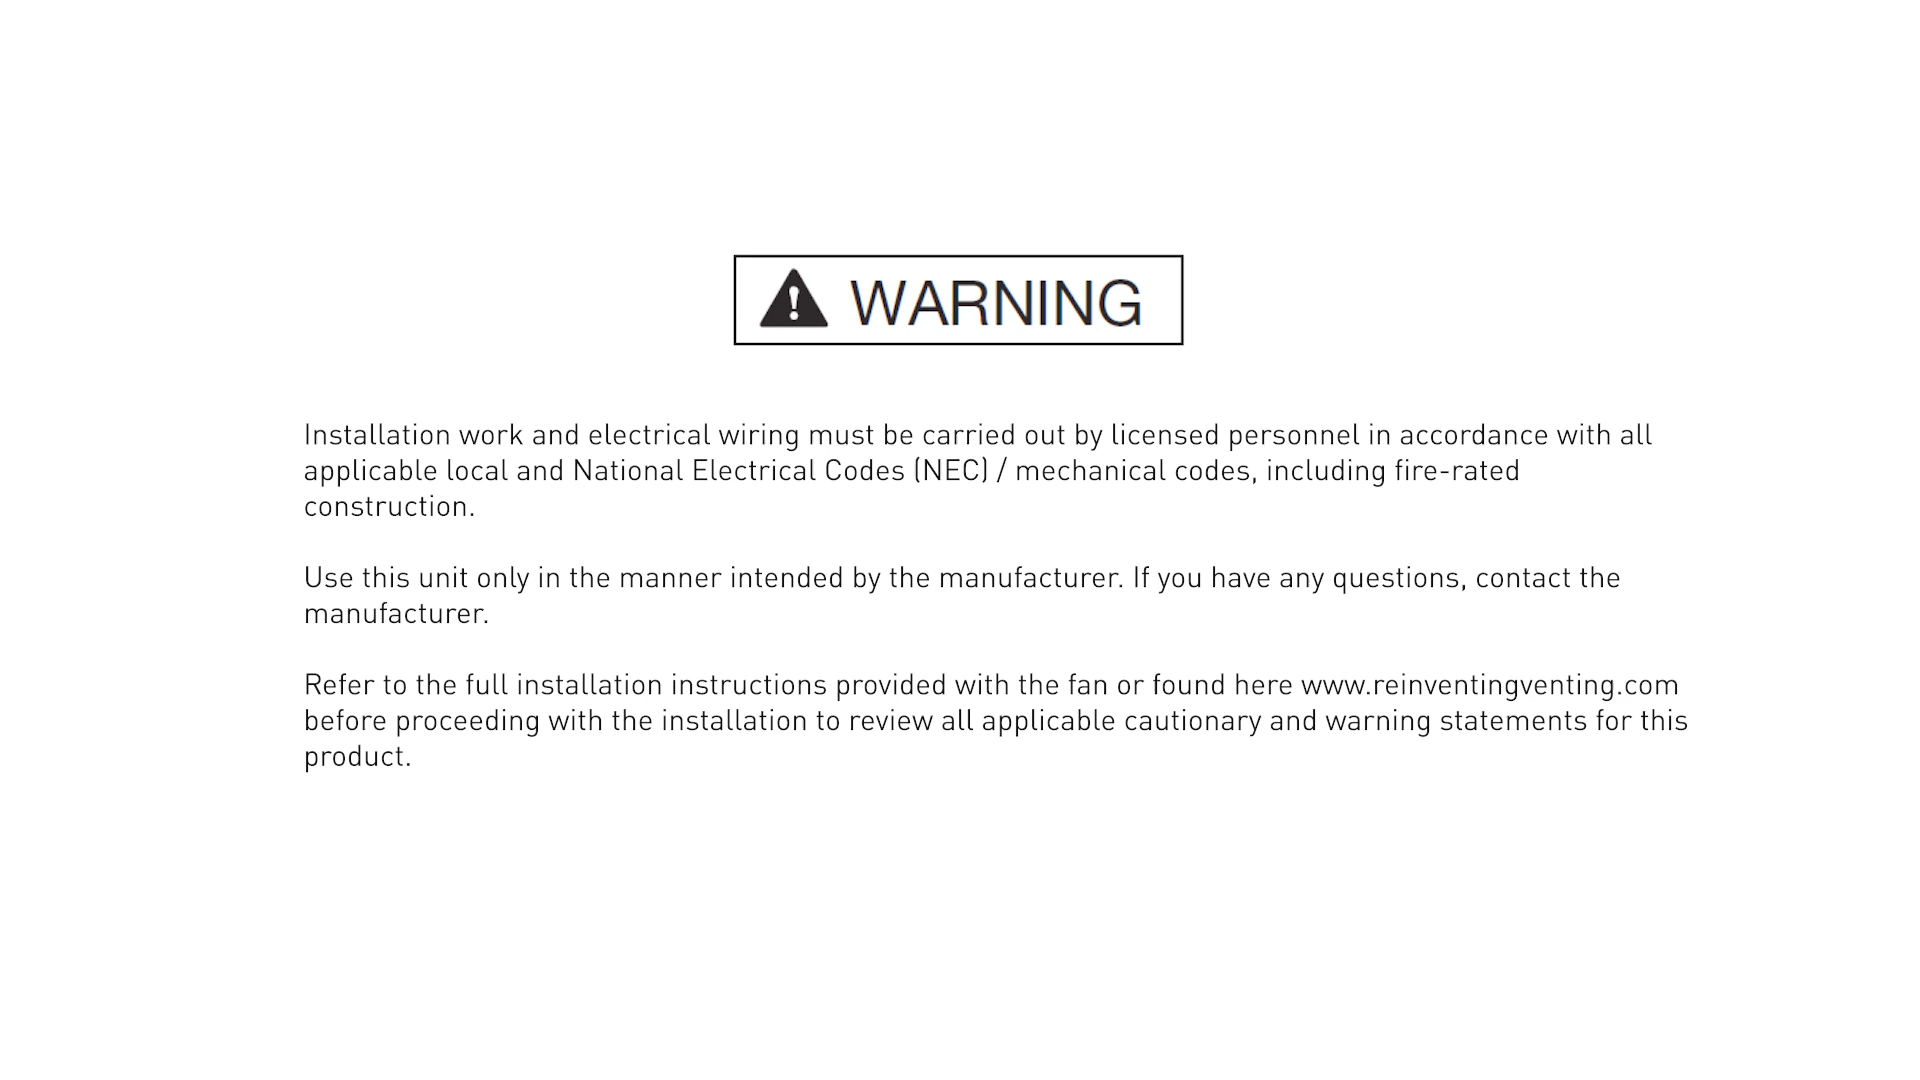 WARNING
Installation work and electrical wiring must be carried out by licensed personnel in accordance with all
applicable local and National Electrical Codes (NEC) / mechanical codes, including fire-rated
construction.
Use this unit only in the manner intended by the manufacturer. If you have any questions, contact the
manufacturer.
Refer to the full installation instructions provided with the fan or found here www.reinventingventing.com
before proceeding with the installation to review all applicable cautionary and warning statements for this
product.